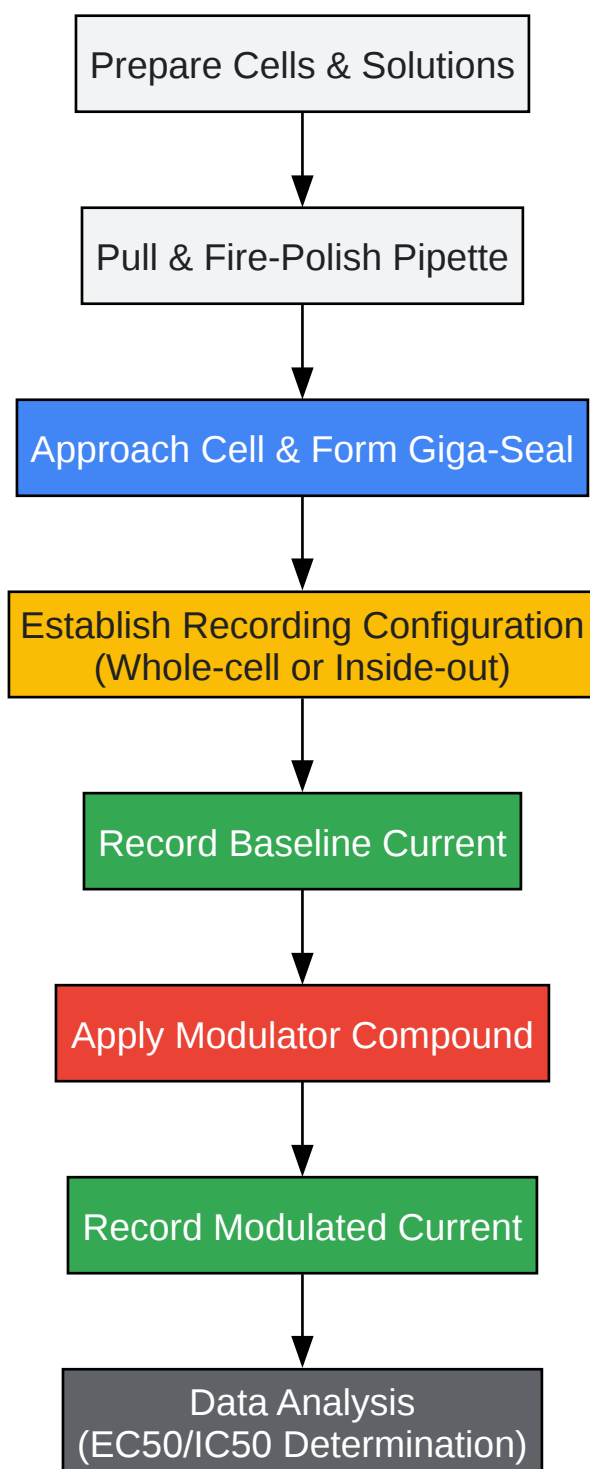 Prepare Cells & Solutions
Pull & Fire-Polish Pipette
Approach Cell & Form Giga-Seal
Establish Recording Configuration
(Whole-cell or Inside-out)
Record Baseline Current
Apply Modulator Compound
Record Modulated Current
Data Analysis
(EC50/IC50 Determination)